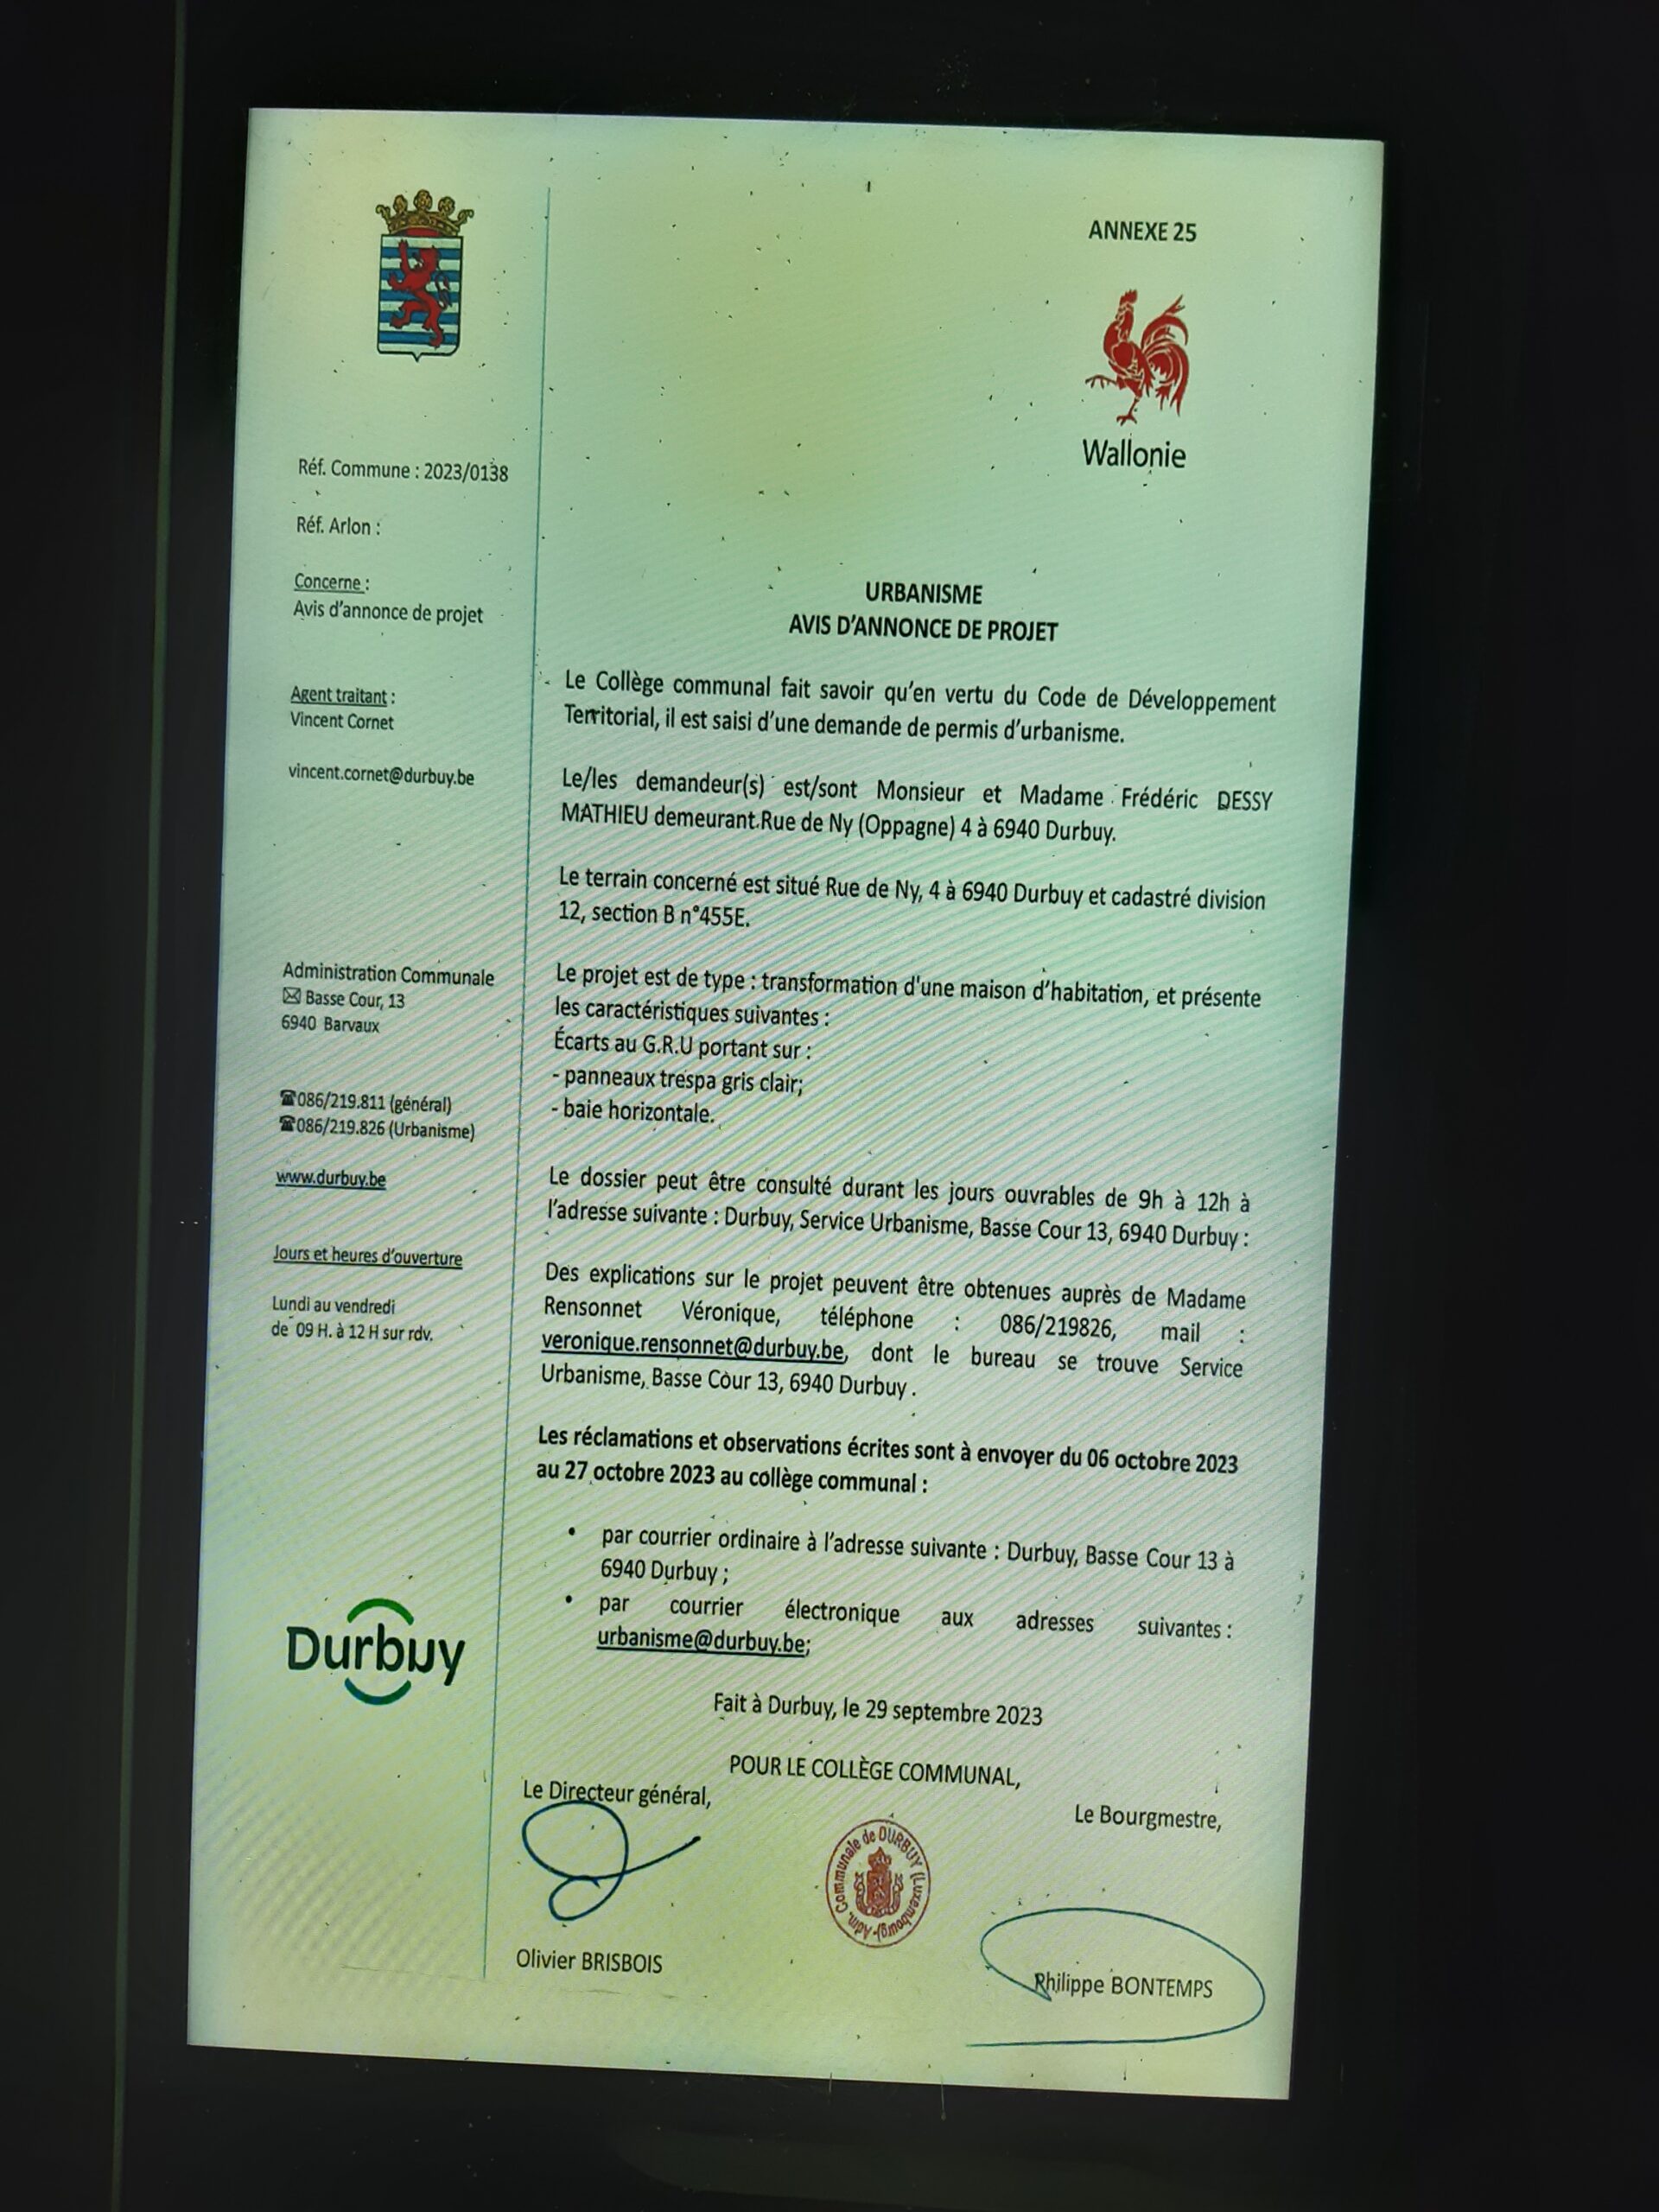 ANNEXE 25
Wallonie
Réf. Commune : 2023/0138
Réf. Arlon :
Concerne :
Avis d'annonce de projet
Agent traitant :
Vincent Cornet
vincent.cornet@durbuy.be
Administration Communale
Basse Cour, 13
6940 Barvaux
086/219.811 (général)
086/219.826 (Urbanisme)
www.durbuy.be
Jours et heures d'ouverture
Lundi au vendredi
de 09 H. à 12 H sur rdv.
Durbuy
URBANISME
AVIS D'ANNONCE DE PROJET
Le Collège communal fait savoir qu'en vertu du Code de Développement
Territorial, il est saisi d'une demande de permis d'urbanisme.
Le/les demandeur(s) est/sont Monsieur et Madame Frédéric DESSY
MATHIEU demeurant Rue de Ny (Oppagne) 4 à 6940 Durbuy.
Le terrain concerné est situé Rue de Ny, 4 à 6940 Durbuy et cadastré division
12, section B n°455E.
Le projet est de type : transformation d'une maison d'habitation, et présente
les caractéristiques suivantes :
Écarts au G.R.U portant sur :
- panneaux trespa gris clair;
- baie horizontale.
Le dossier peut être consulté durant les jours ouvrables de 9h à 12h à
l'adresse suivante : Durbuy, Service Urbanisme, Basse Cour 13, 6940 Durbuy :
Des explications sur le projet peuvent être obtenues auprès de Madame
Rensonnet Véronique, téléphone : 086/219826, mail :
veronique.rensonnet@durbuy.be, dont le bureau se trouve Service
Urbanisme, Basse Cour 13, 6940 Durbuy .
Les réclamations et observations écrites sont à envoyer du 06 octobre 2023
au 27 octobre 2023 au collège communal :
• par courrier ordinaire à l'adresse suivante : Durbuy, Basse Cour 13 à
6940 Durbuy ;
• par courrier électronique aux adresses suivantes :
urbanisme@durbuy.be;
Fait à Durbuy, le 29 septembre 2023
POUR LE COLLÈGE COMMUNAL,
Le Directeur général,
Le Bourgmestre,
Adm. Communale de DURBUY (Luxembourg)
Olivier BRISBOIS
Philippe BONTEMPS